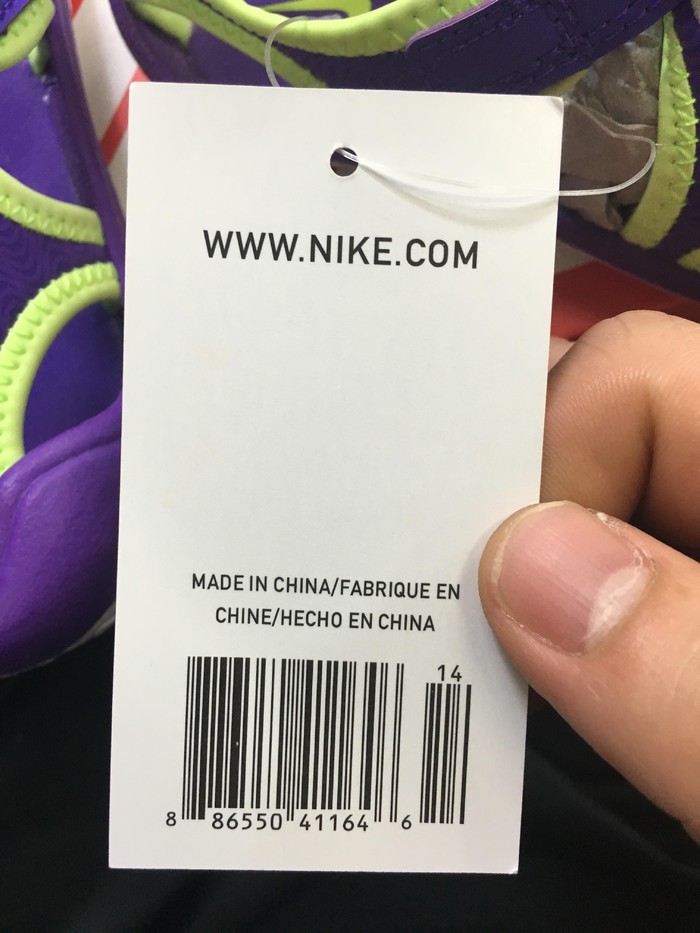 WWW.NIKE.COM
MADE IN CHINA/FABRIQUE EN
CHINE/HECHO EN CHINA
14
8 86550 41164 6